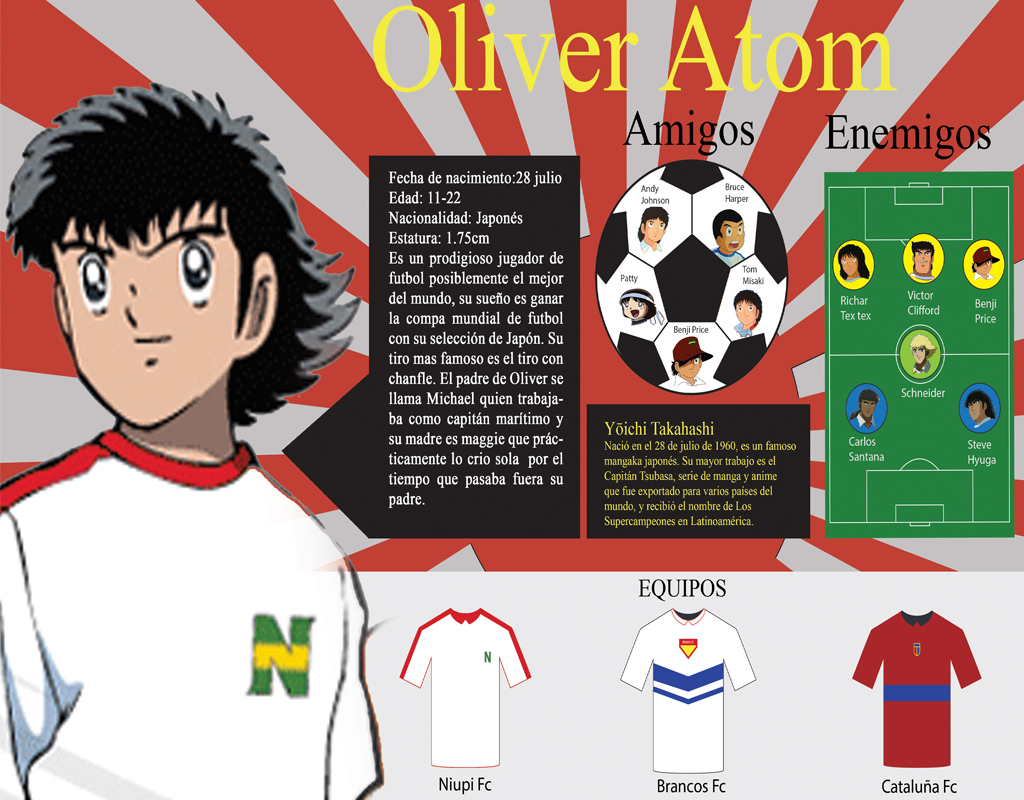 Oliver Atom
Fecha de nacimiento:28 julio
Edad: 11-22
Nacionalidad: Japonés
Estatura: 1.75cm
Es un prodigioso jugador de
futbol posiblemente el mejor
del mundo, su sueño es ganar
la compa mundial de futbol
con su selección de Japón. Su
tiro mas famoso es el tiro con
chanfle. El padre de Oliver se
llama Michael quien trabaja-
ba como capitán marítimo y
su madre es maggie que prác-
ticamente lo crio sola por el
tiempo que pasaba fuera su
padre.
Amigos
Andy
Johnson
Bruce
Harper
Patty
Tom
Misaki
Benji Price
Yōichi Takahashi
Nació en el 28 de julio de 1960, es un famoso
mangaka japonés. Su mayor trabajo es el
Capitán Tsubasa, serie de manga y anime
que fue exportado para varios países del
mundo, y recibió el nombre de Los
Supercampeones en Latinoamérica.
Enemigos
Richar
Tex tex
Victor
Clifford
Benji
Price
Schneider
Carlos
Santana
Steve
Hyuga
N
EQUIPOS
N
Niupi Fc
BRANCO
Brancos Fc
Cataluña Fc